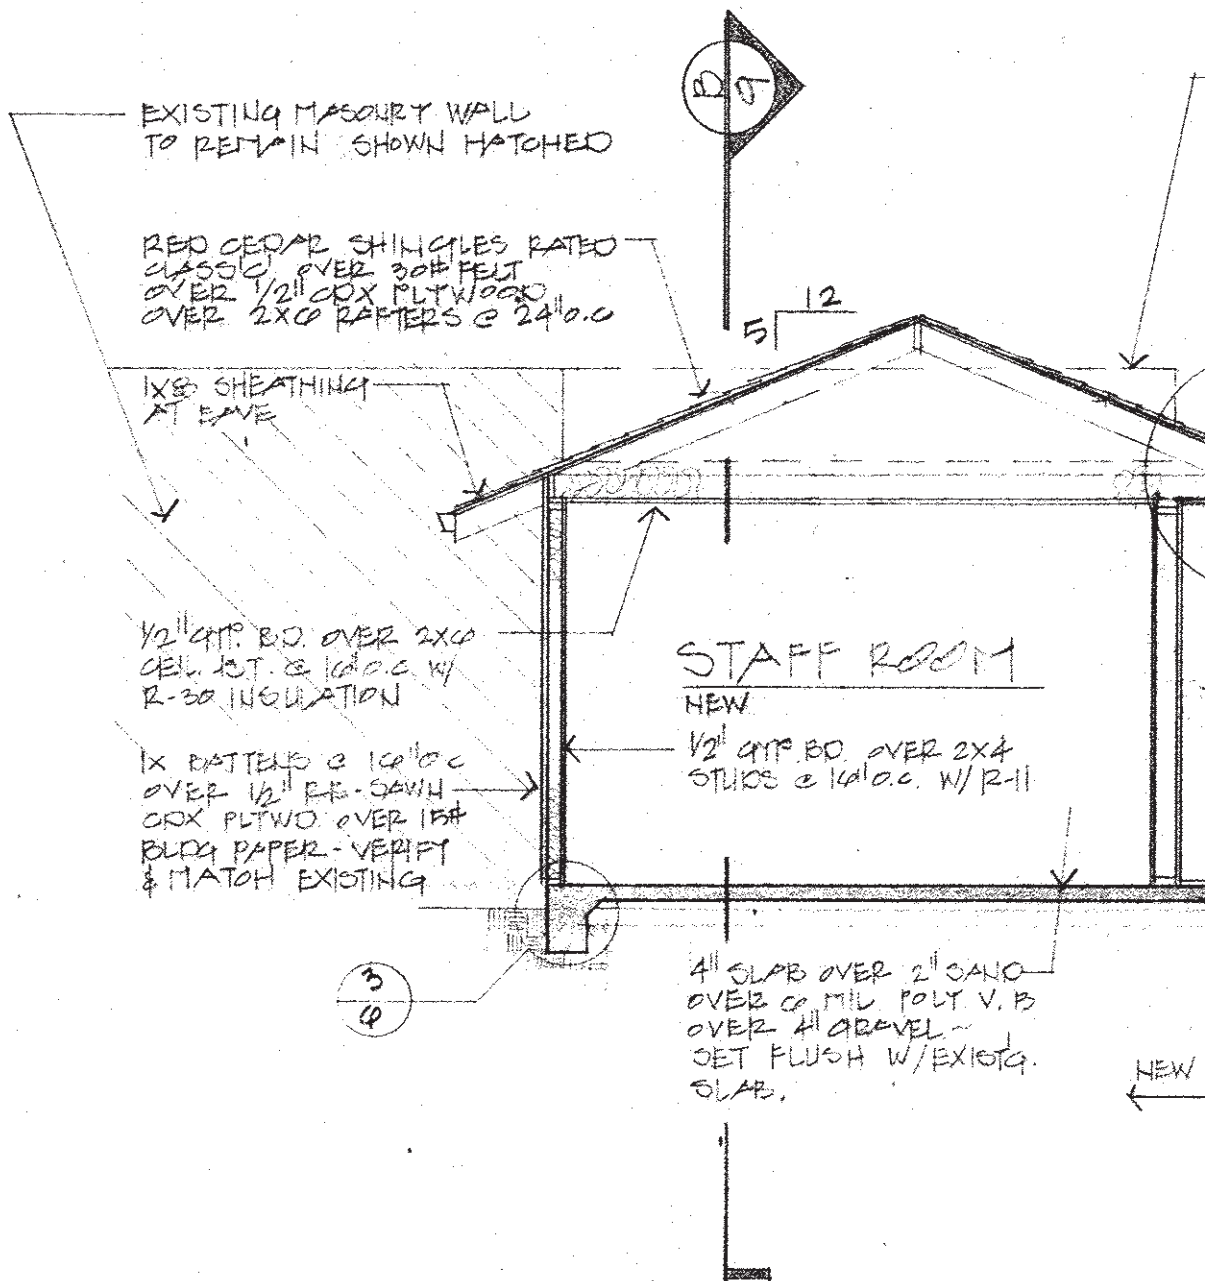 B
9
EXISTING MASONRY WALL
TO REMAIN SHOWN HATCHED
RED CEDAR SHINGLES RATED
CLASS 'C' OVER 30# FELT
OVER 1/2" CDX PLYWOOD
OVER 2X6 RAFTERS @ 24" O.C
12
5
1X8 SHEATHING
AT EAVE
1/2" GYP. BD. OVER 2X6
CEIL. JST. @ 16" O.C. W/
R-30 INSULATION
STAFF ROOM
NEW
1/2" GYP. BD. OVER 2X4
STUDS @ 16" O.C. W/ R-11
1X BATTENS @ 16" O.C
OVER 1/2" RE-SAWN
CDX PLYWD. OVER 15#
BLDG PAPER - VERIFY
& MATCH EXISTING
3
6
4" SLAB OVER 2" SAND
OVER 6 MIL POLY V.B
OVER 4" GRAVEL -
SET FLUSH W/ EXIST'G.
SLAB.
NEW